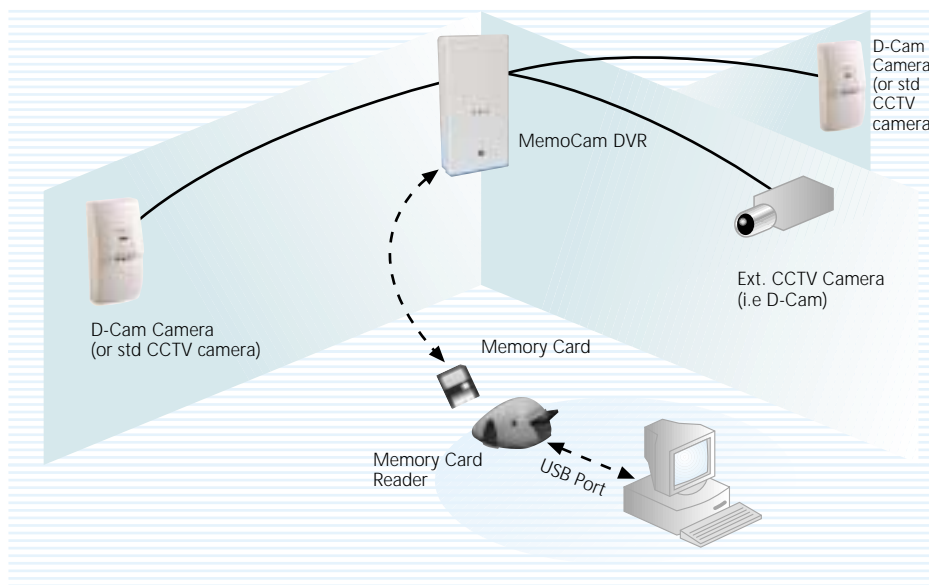 D-Cam
Camera
(or std
CCTV
camera
MemoCam DVR
Ext. CCTV Camera
(i.e D-Cam)
D-Cam Camera
(or std CCTV camera)
Memory Card
Memory Card
Reader
USB Port